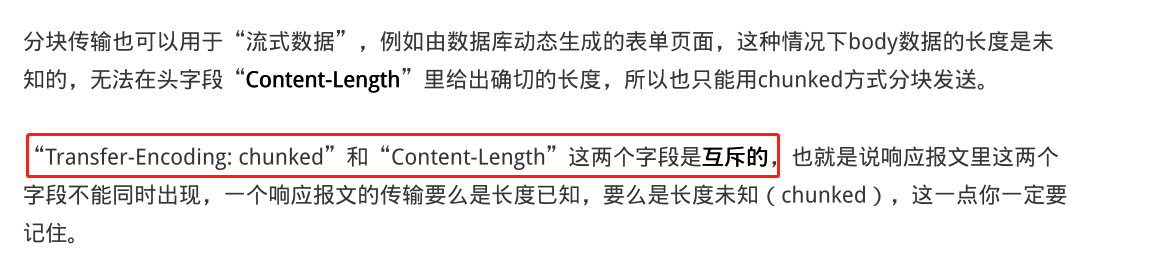 分块传输也可以用于“流式数据”，例如由数据库动态生成的表单页面，这种情况下body数据的长度是未
知的，无法在头字段“Content-Length”里给出确切的长度，所以也只能用chunked方式分块发送。
“Transfer-Encoding: chunked”和“Content-Length”这两个字段是互斥的，也就是说响应报文里这两个
字段不能同时出现，一个响应报文的传输要么是长度已知，要么是长度未知（chunked），这一点你一定要
记住。